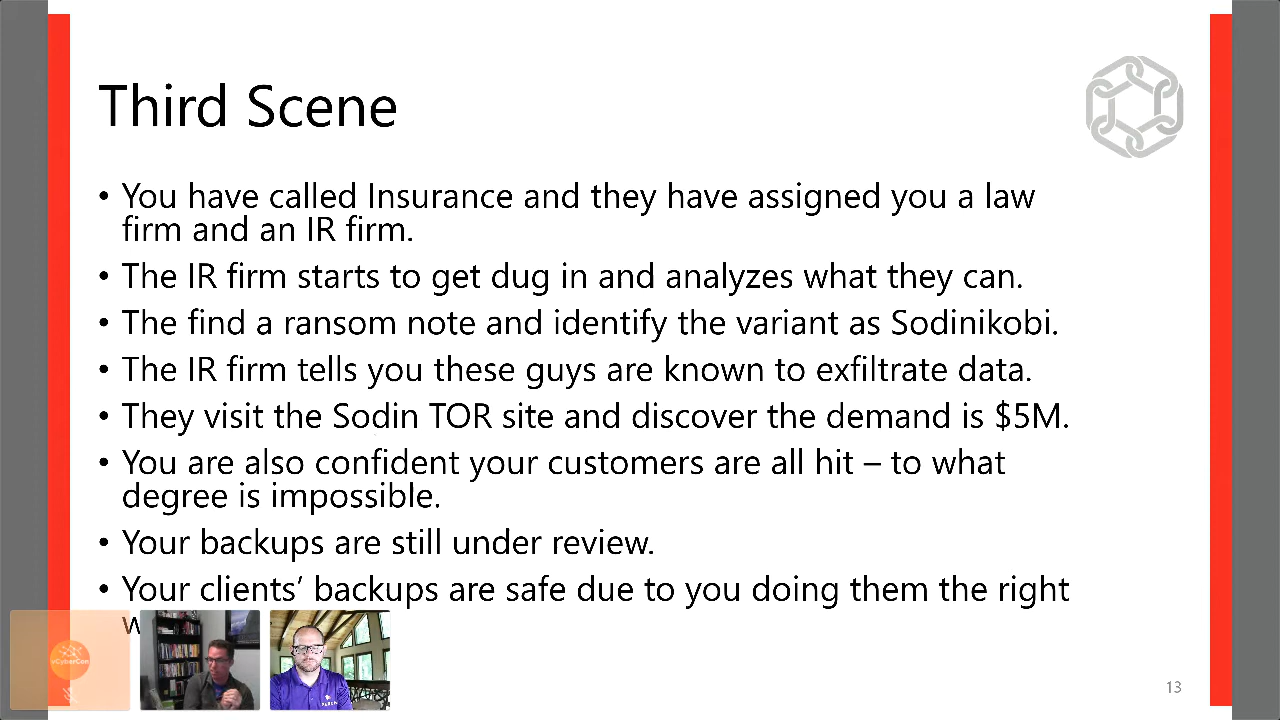 Third Scene
• You have called Insurance and they have assigned you a law
firm and an IR firm.
• The IR firm starts to get dug in and analyzes what they can.
• The find a ransom note and identify the variant as Sodinikobi.
• The IR firm tells you these guys are known to exfiltrate data.
• They visit the Sodin TOR site and discover the demand is $5M.
• You are also confident your customers are all hit – to what
degree is impossible.
• Your backups are still under review.
• Your clients’ backups are safe due to you doing them the right
13